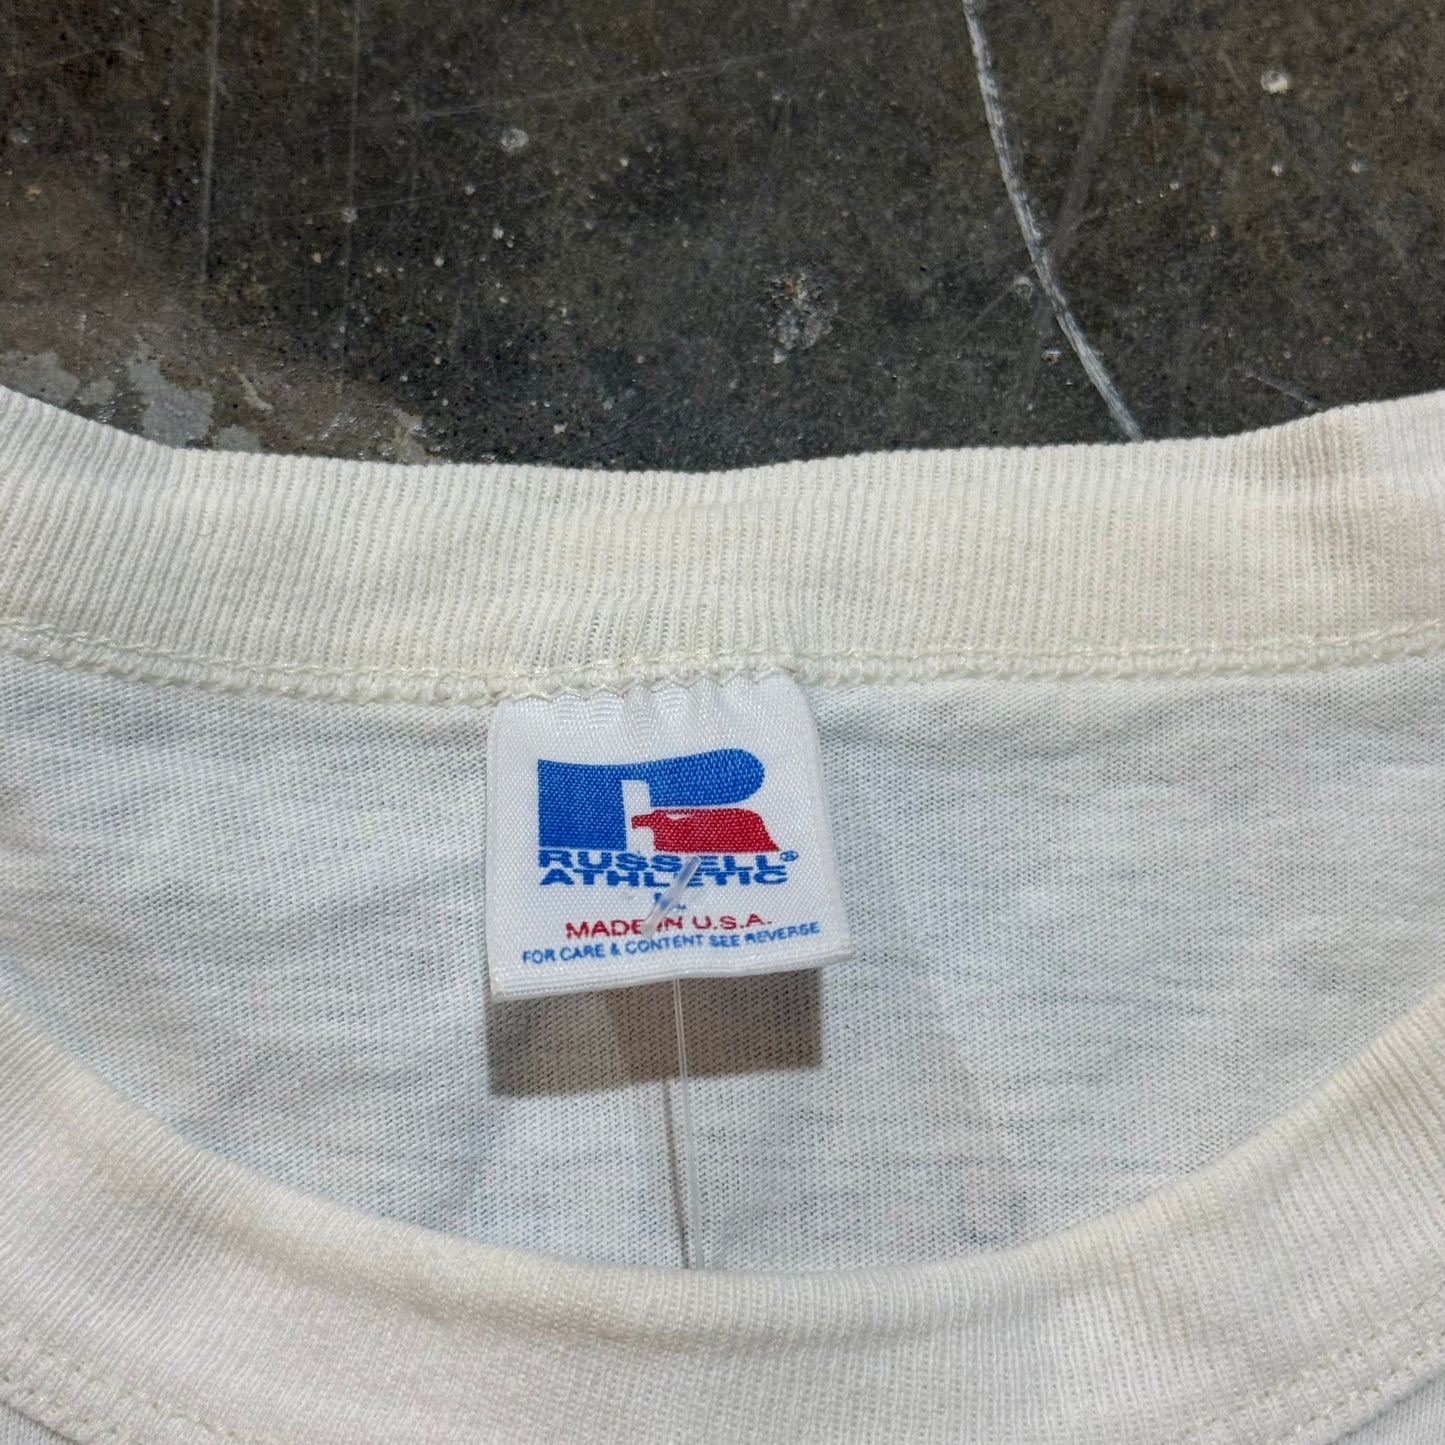 RUSSELL®
ATHLETIC
MADE IN U.S.A.
FOR CARE & CONTENT SEE REVERSE